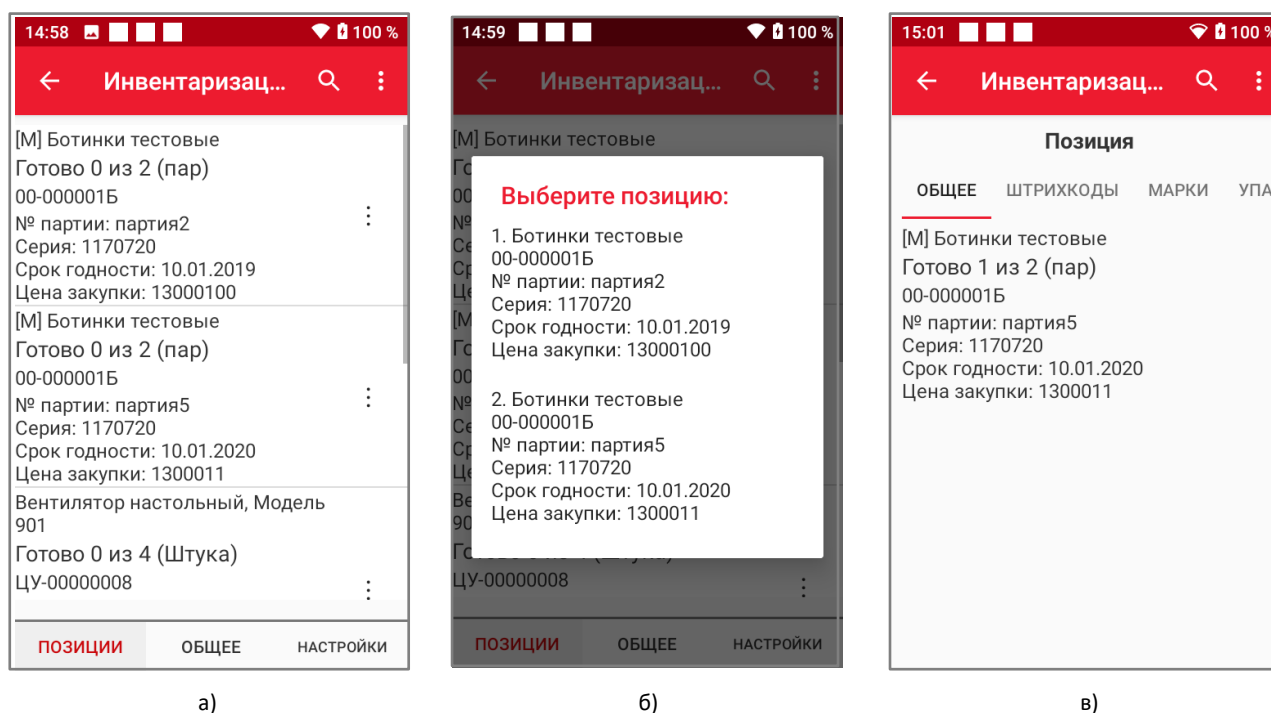 14:58 100 %
Инвентаризац...
[М] Ботинки тестовые
Готово 0 из 2 (пар)
00-000001Б
№ партии: партия2
Серия: 1170720
Срок годности: 10.01.2019
Цена закупки: 13000100
[М] Ботинки тестовые
Готово 0 из 2 (пар)
00-000001Б
№ партии: партия5
Серия: 1170720
Срок годности: 10.01.2020
Цена закупки: 1300011
Вентилятор настольный, Модель
901
Готово 0 из 4 (Штука)
ЦУ-00000008
ПОЗИЦИИ ОБЩЕЕ НАСТРОЙКИ
а)
14:59 100 %
Инвентаризац...
[М] Ботинки тестовые
Выберите позицию:
1. Ботинки тестовые
00-000001Б
№ партии: партия2
Серия: 1170720
Срок годности: 10.01.2019
Цена закупки: 13000100
2. Ботинки тестовые
00-000001Б
№ партии: партия5
Серия: 1170720
Срок годности: 10.01.2020
Цена закупки: 1300011
ЦУ-00000008
ПОЗИЦИИ ОБЩЕЕ НАСТРОЙКИ
б)
15:01 100 %
Инвентаризац...
Позиция
ОБЩЕЕ ШТРИХКОДЫ МАРКИ УПА
[М] Ботинки тестовые
Готово 1 из 2 (пар)
00-000001Б
№ партии: партия5
Серия: 1170720
Срок годности: 10.01.2020
Цена закупки: 1300011
в)